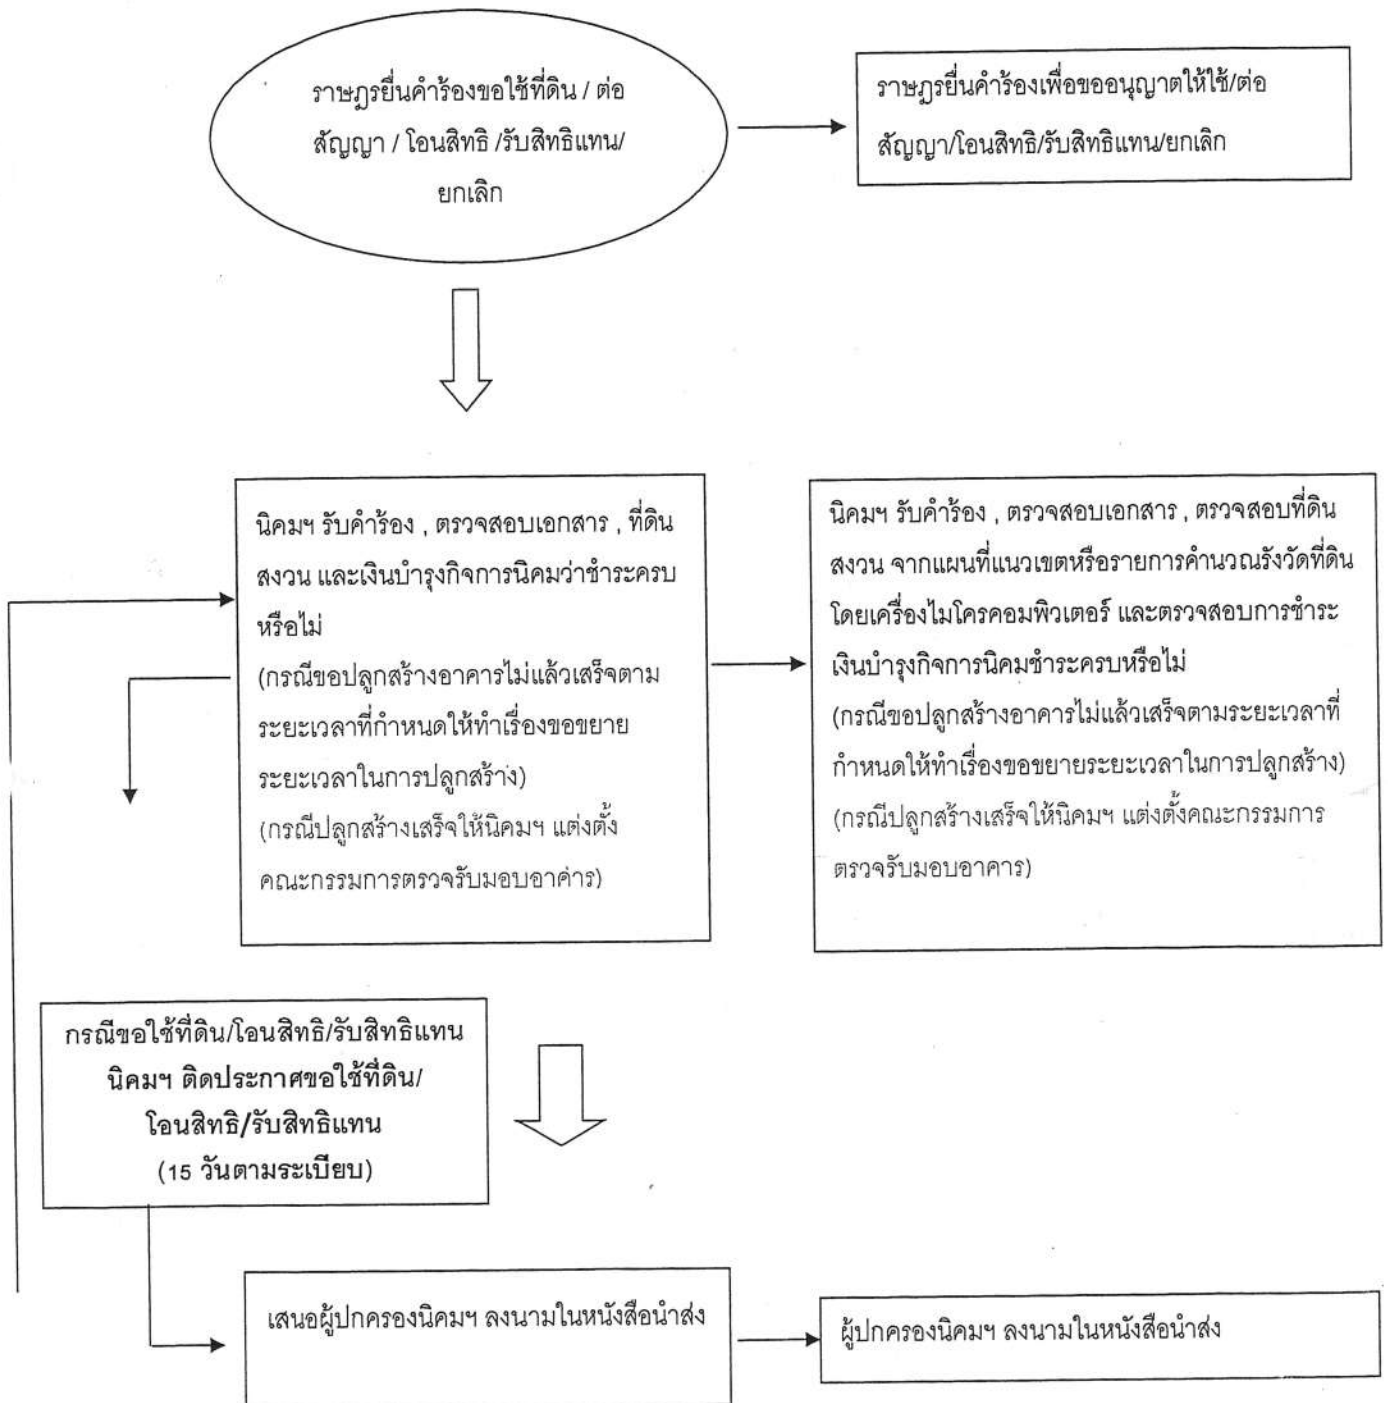 ราษฎรยื่นคำร้องขอใช้ที่ดิน / ต่อ
สัญญา / โอนสิทธิ /รับสิทธิแทน/
ยกเลิก
ราษฎรยื่นคำร้องเพื่อขออนุญาตให้ใช้/ต่อ
สัญญา/โอนสิทธิ/รับสิทธิแทน/ยกเลิก
นิคมฯ รับคำร้อง , ตรวจสอบเอกสาร , ที่ดิน
สงวน และเงินบำรุงกิจการนิคมว่าชำระครบ
หรือไม่
(กรณีขอปลูกสร้างอาคารไม่แล้วเสร็จตาม
ระยะเวลาที่กำหนดให้ทำเรื่องขอขยาย
ระยะเวลาในการปลูกสร้าง)
(กรณีปลูกสร้างเสร็จให้นิคมฯ แต่งตั้ง
คณะกรรมการตรวจรับมอบอาคาร)
นิคมฯ รับคำร้อง , ตรวจสอบเอกสาร , ตรวจสอบที่ดิน
สงวน จากแผนที่แนวเขตหรือรายการคำนวณรังวัดที่ดิน
โดยเครื่องไมโครคอมพิวเตอร์ และตรวจสอบการชำระ
เงินบำรุงกิจการนิคมชำระครบหรือไม่
(กรณีขอปลูกสร้างอาคารไม่แล้วเสร็จตามระยะเวลาที่
กำหนดให้ทำเรื่องขอขยายระยะเวลาในการปลูกสร้าง)
(กรณีปลูกสร้างเสร็จให้นิคมฯ แต่งตั้งคณะกรรมการ
ตรวจรับมอบอาคาร)
กรณีขอใช้ที่ดิน/โอนสิทธิ/รับสิทธิแทน
นิคมฯ ติดประกาศขอใช้ที่ดิน/
โอนสิทธิ/รับสิทธิแทน
(15 วันตามระเบียบ)
เสนอผู้ปกครองนิคมฯ ลงนามในหนังสือนำส่ง
ผู้ปกครองนิคมฯ ลงนามในหนังสือนำส่ง